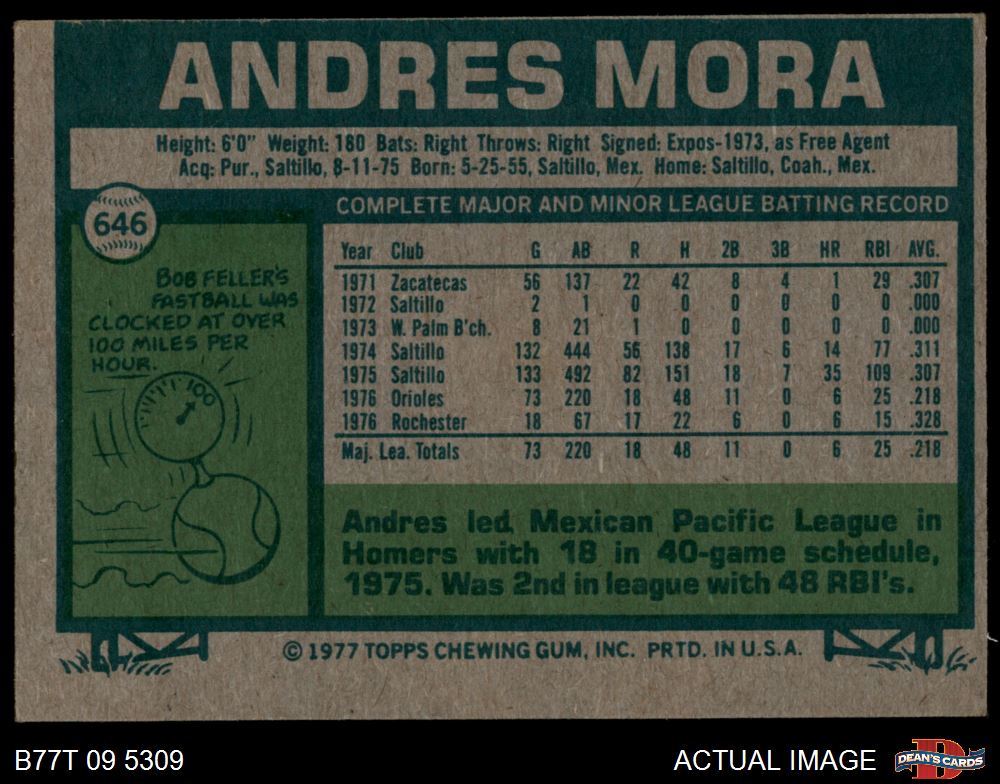 ANDRES MORA
Height: 6'0" Weight: 180 Bats: Right Throws: Right Signed: Expos-1973, as Free Agent
Acq: Pur., Saltillo, 8-11-75 Born: 5-25-55, Saltillo, Mex. Home: Saltillo, Coah., Mex.
646
BOB FELLER'S
FASTBALL WAS
CLOCKED AT OVER
100 MILES PER
HOUR.
100
COMPLETE MAJOR AND MINOR LEAGUE BATTING RECORD
Year Club G AB R H 2B 3B HR RBI AVG.
1971 Zacatecas 56 137 22 42 8 4 1 29 .307
1972 Saltillo 2 1 0 0 0 0 0 0 .000
1973 W. Palm B'ch. 8 21 1 0 0 0 0 0 .000
1974 Saltillo 132 444 56 138 17 6 14 77 .311
1975 Saltillo 133 492 82 151 18 7 35 109 .307
1976 Orioles 73 220 18 48 11 0 6 25 .218
1976 Rochester 18 67 17 22 6 0 6 15 .328
Maj. Lea. Totals 73 220 18 48 11 0 6 25 .218
Andres led Mexican Pacific League in
Homers with 18 in 40-game schedule,
1975. Was 2nd in league with 48 RBI's.
© 1977 TOPPS CHEWING GUM, INC. PRTD. IN U.S.A.
B77T 09 5309
ACTUAL IMAGE
D
DEAN'S CARDS